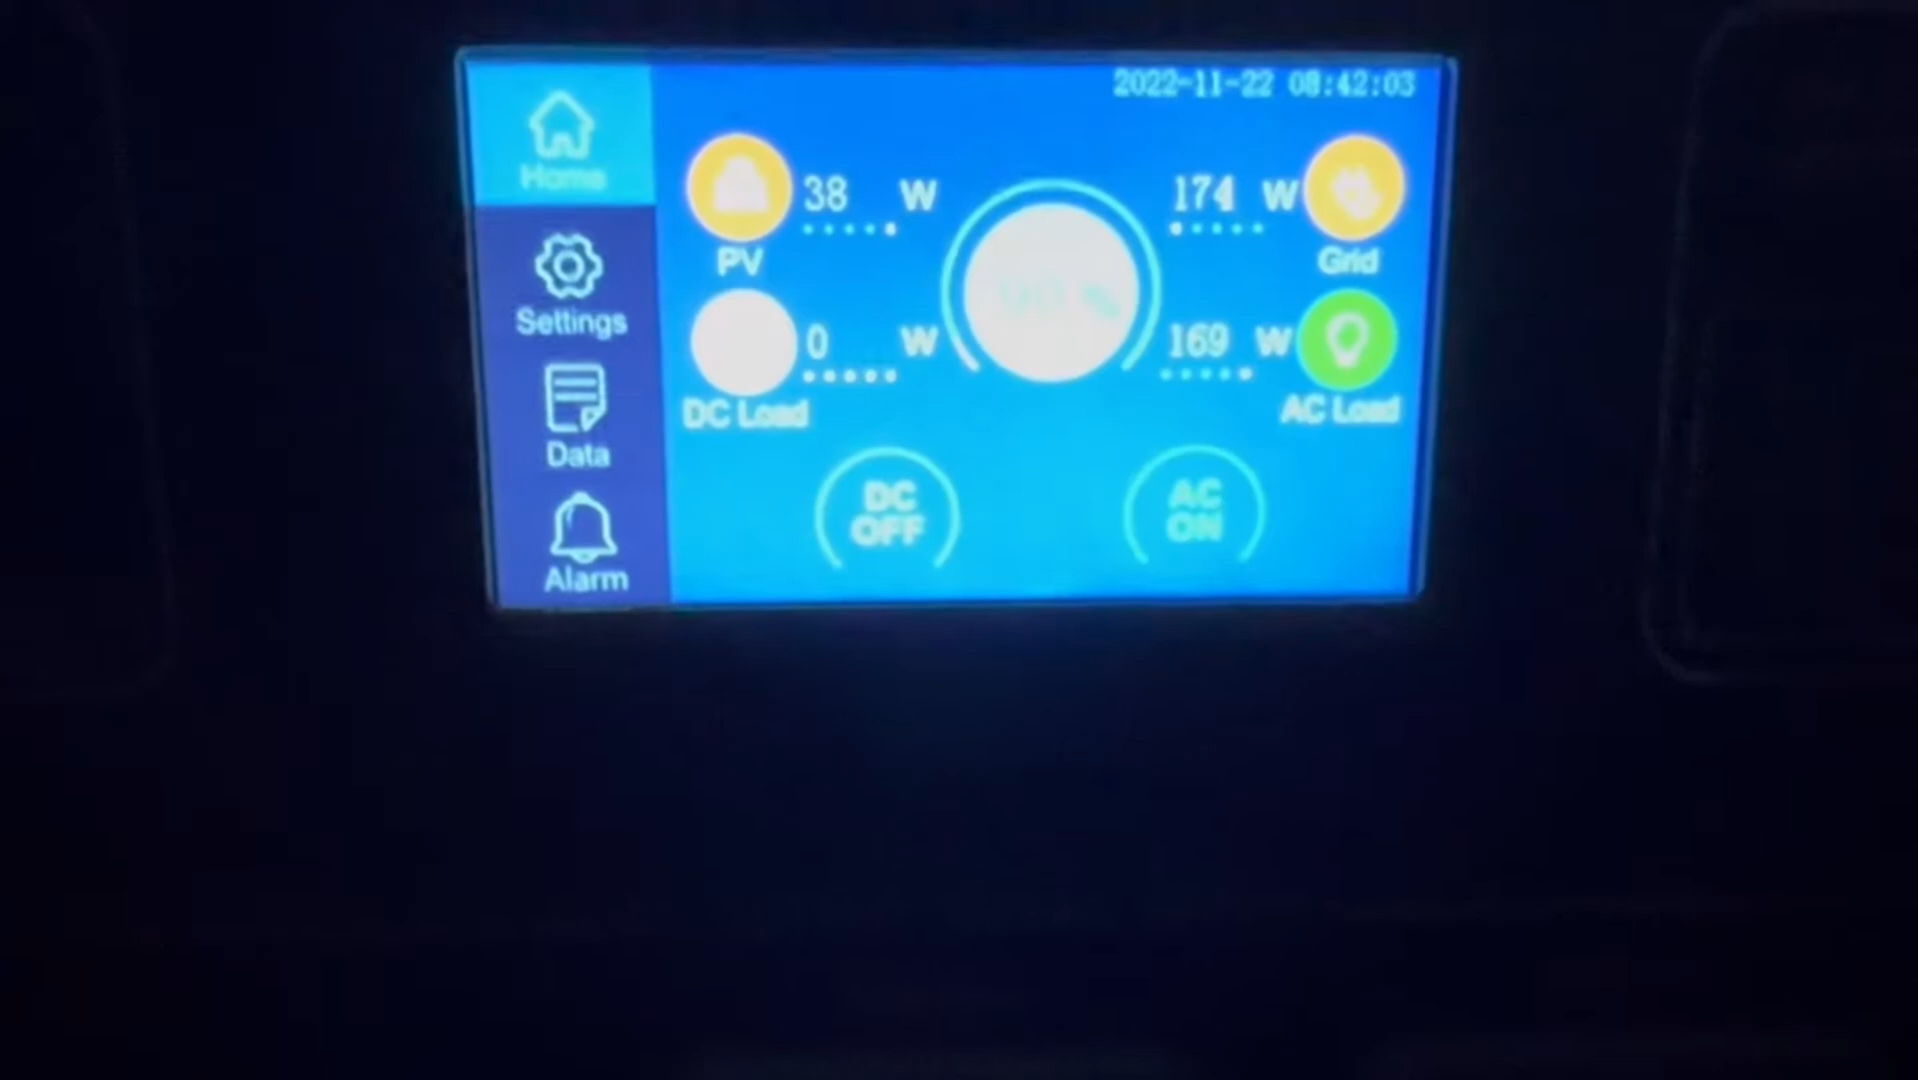 2022-11-22 08:42:03
Home
38 W
174 W
PV
Grid
Settings
0 W
169 W
DC Load
AC Load
Data
DC
OFF
AC
ON
Alarm